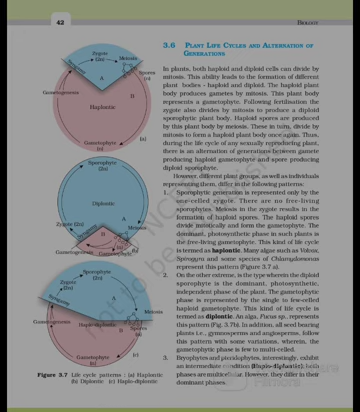 42
BIOLOGY
3.6 PLANT LIFE CYCLES AND ALTERNATION OF
GENERATIONS
In plants, both haploid and diploid cells can divide by
mitosis. This ability leads to the formation of different
plant bodies - haploid and diploid. The haploid plant
body produces gametes by mitosis. This plant body
represents a gametophyte. Following fertilisation the
zygote also divides by mitosis to produce a diploid
sporophytic plant body. Haploid spores are produced
by this plant body by meiosis. These in turn, divide by
mitosis to form a haploid plant body once again. Thus,
during the life cycle of any sexually reproducing plant,
there is an alternation of generations between gamete
producing haploid gametophyte and spore producing
diploid sporophyte.
However, different plant groups, as well as individuals
representing them, differ in the following patterns:
1. Sporophytic generation is represented only by the
one-celled zygote. There are no free-living
sporophytes. Meiosis in the zygote results in the
formation of haploid spores. The haploid spores
divide mitotically and form the gametophyte. The
dominant, photosynthetic phase in such plants is
the free-living gametophyte. This kind of life cycle
is termed as haplontic. Many algae such as Volvox,
Spirogyra and some species of Chlamydomonas
represent this pattern (Figure 3.7 a).
2. On the other extreme, is the type wherein the diploid
sporophyte is the dominant, photosynthetic,
independent phase of the plant. The gametophytic
phase is represented by the single to few-celled
haploid gametophyte. This kind of life cycle is
termed as diplontic. An alga, Fucus sp., represents
this pattern (Fig. 3.7b). In addition, all seed bearing
plants i.e., gymnosperms and angiosperms, follow
this pattern with some variations, wherein, the
gametophytic phase is few to multi-celled.
3. Bryophytes and pteridophytes, interestingly, exhibit
an intermediate condition (Haplo-diplontic); both
phases are multicellular. However, they differ in their
dominant phases.
Zygote
(2n)
Meiosis
Spores
(n)
A
B
Gametogenesis
Haplontic
Gametophyte
(n)
(a)
Sporophyte
(2n)
Diplontic
A
Zygote (2n)
Meiosis
B
Gametogenesis
Gametophyte
(b)
Sporophyte
(2n)
Zygote
(2n)
A
Syngamy
Meiosis
Gametogenesis
Haplo-diplontic
B
Spores
(n)
Gametophyte
(n)
(c)
Figure 3.7 Life cycle patterns : (a) Haplontic
(b) Diplontic (c) Haplo-diplontic